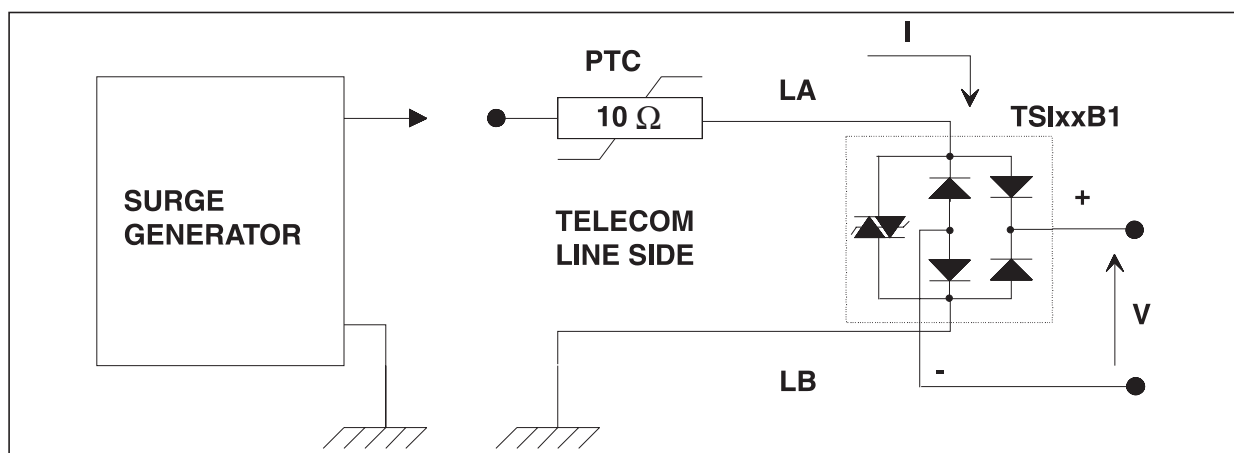 I
PTC
10 Ω
LA
TSIxxB1
SURGE
GENERATOR
TELECOM
LINE SIDE
+
V
LB
-